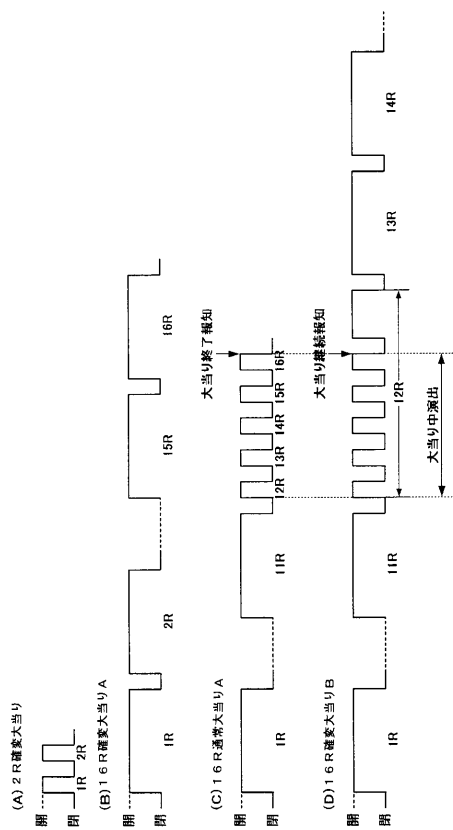 (A)2R確変大当り
開
閉
1R
2R
(B)16R確変大当りA
開
閉
1R
2R
15R
16R
(C)16R通常大当りA
開
閉
1R
11R
12R
13R
14R
15R
16R
大当り終了報知
(D)16R確変大当りB
開
閉
1R
11R
12R
13R
14R
大当り継続報知
大当り中演出